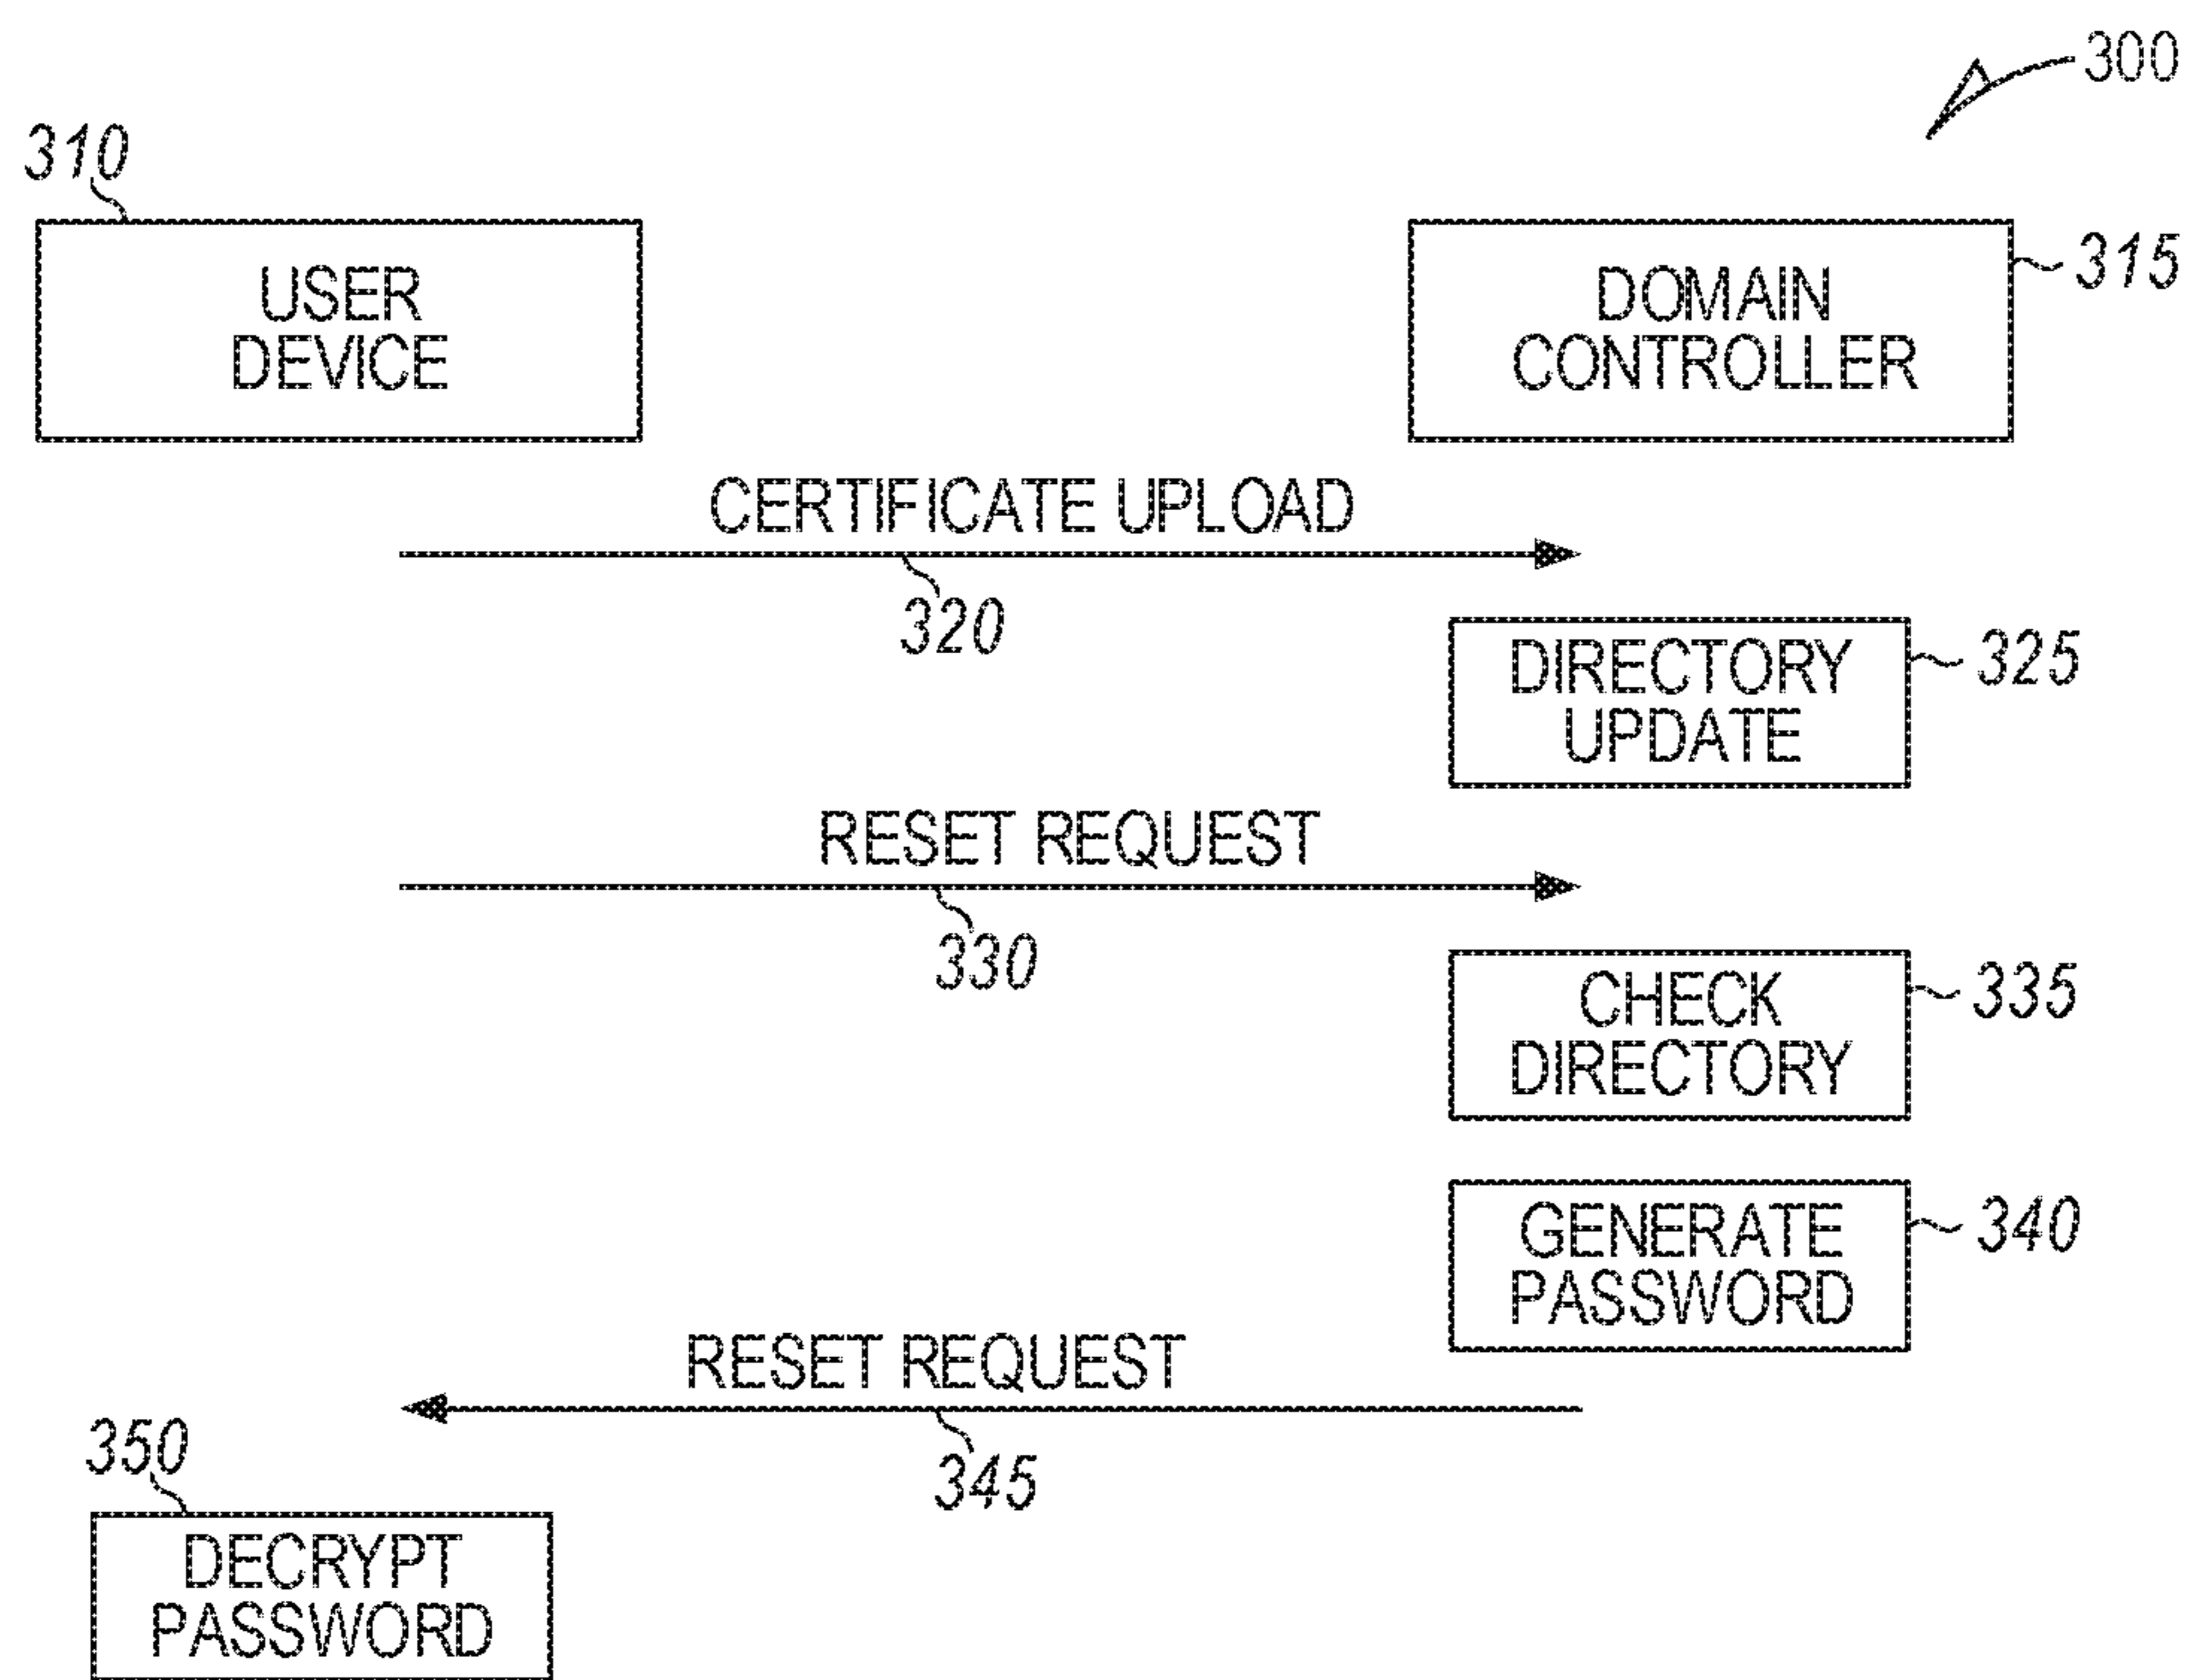 300
310
USER
DEVICE
DOMAIN
CONTROLLER
315
CERTIFICATE UPLOAD
320
DIRECTORY
UPDATE
325
RESET REQUEST
330
CHECK
DIRECTORY
335
GENERATE
PASSWORD
340
RESET REQUEST
345
350
DECRYPT
PASSWORD